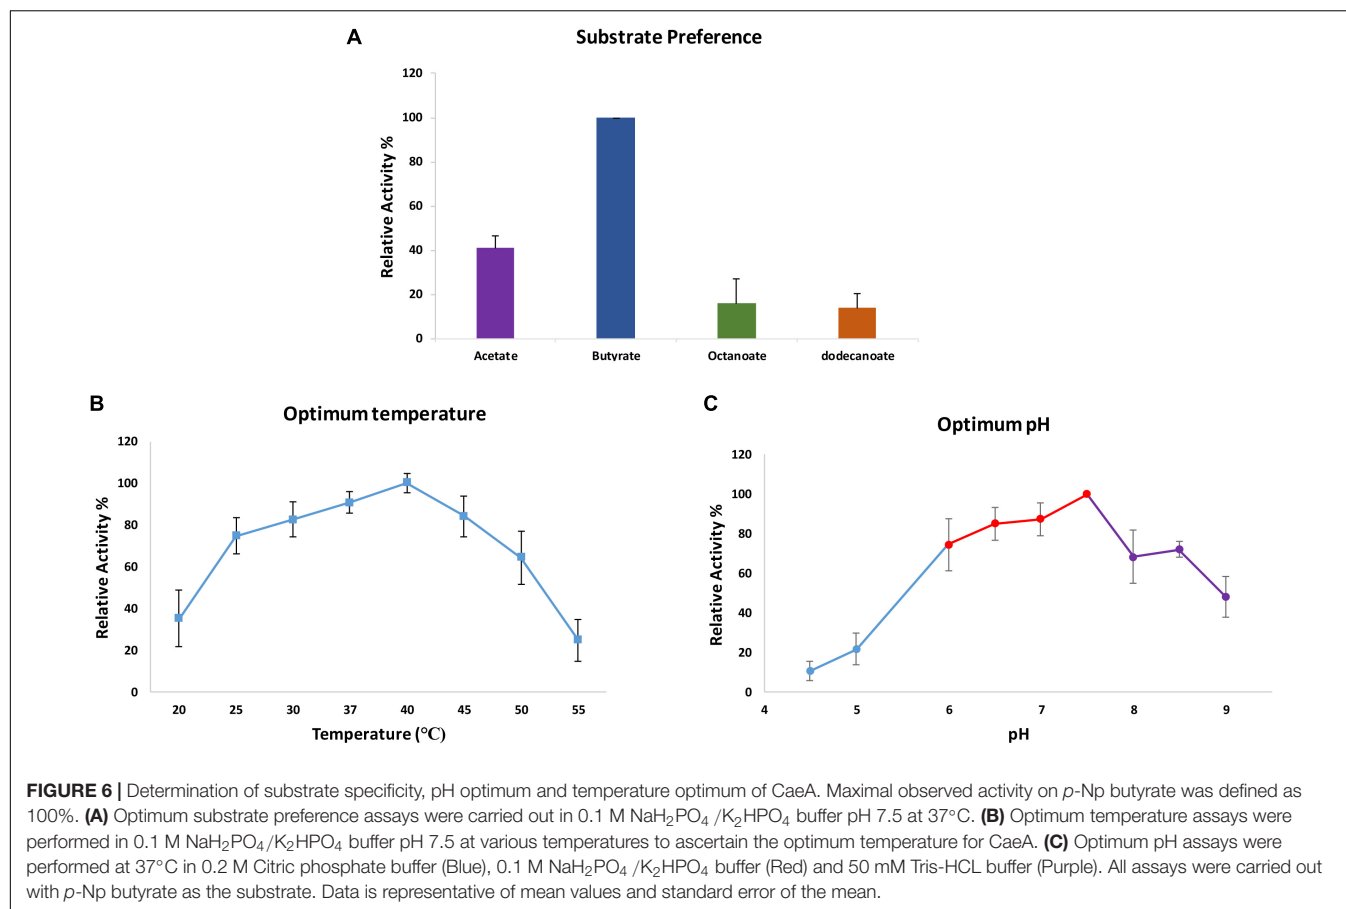 A
Substrate Preference
Relative Activity %
120
100
80
60
40
20
0
Acetate Butyrate Octanoate dodecanoate
B
Optimum temperature
Relative Activity %
120
100
80
60
40
20
0
20 25 30 37 40 45 50 55
Temperature (°C)
C
Optimum pH
Relative Activity %
120
100
80
60
40
20
0
4 5 6 7 8 9
pH
FIGURE 6 | Determination of substrate specificity, pH optimum and temperature optimum of CaeA. Maximal observed activity on p-Np butyrate was defined as
100%. (A) Optimum substrate preference assays were carried out in 0.1 M NaH₂PO₄ /K₂HPO₄ buffer pH 7.5 at 37°C. (B) Optimum temperature assays were
performed in 0.1 M NaH₂PO₄/K₂HPO₄ buffer pH 7.5 at various temperatures to ascertain the optimum temperature for CaeA. (C) Optimum pH assays were
performed at 37°C in 0.2 M Citric phosphate buffer (Blue), 0.1 M NaH₂PO₄ /K₂HPO₄ buffer (Red) and 50 mM Tris-HCL buffer (Purple). All assays were carried out
with p-Np butyrate as the substrate. Data is representative of mean values and standard error of the mean.